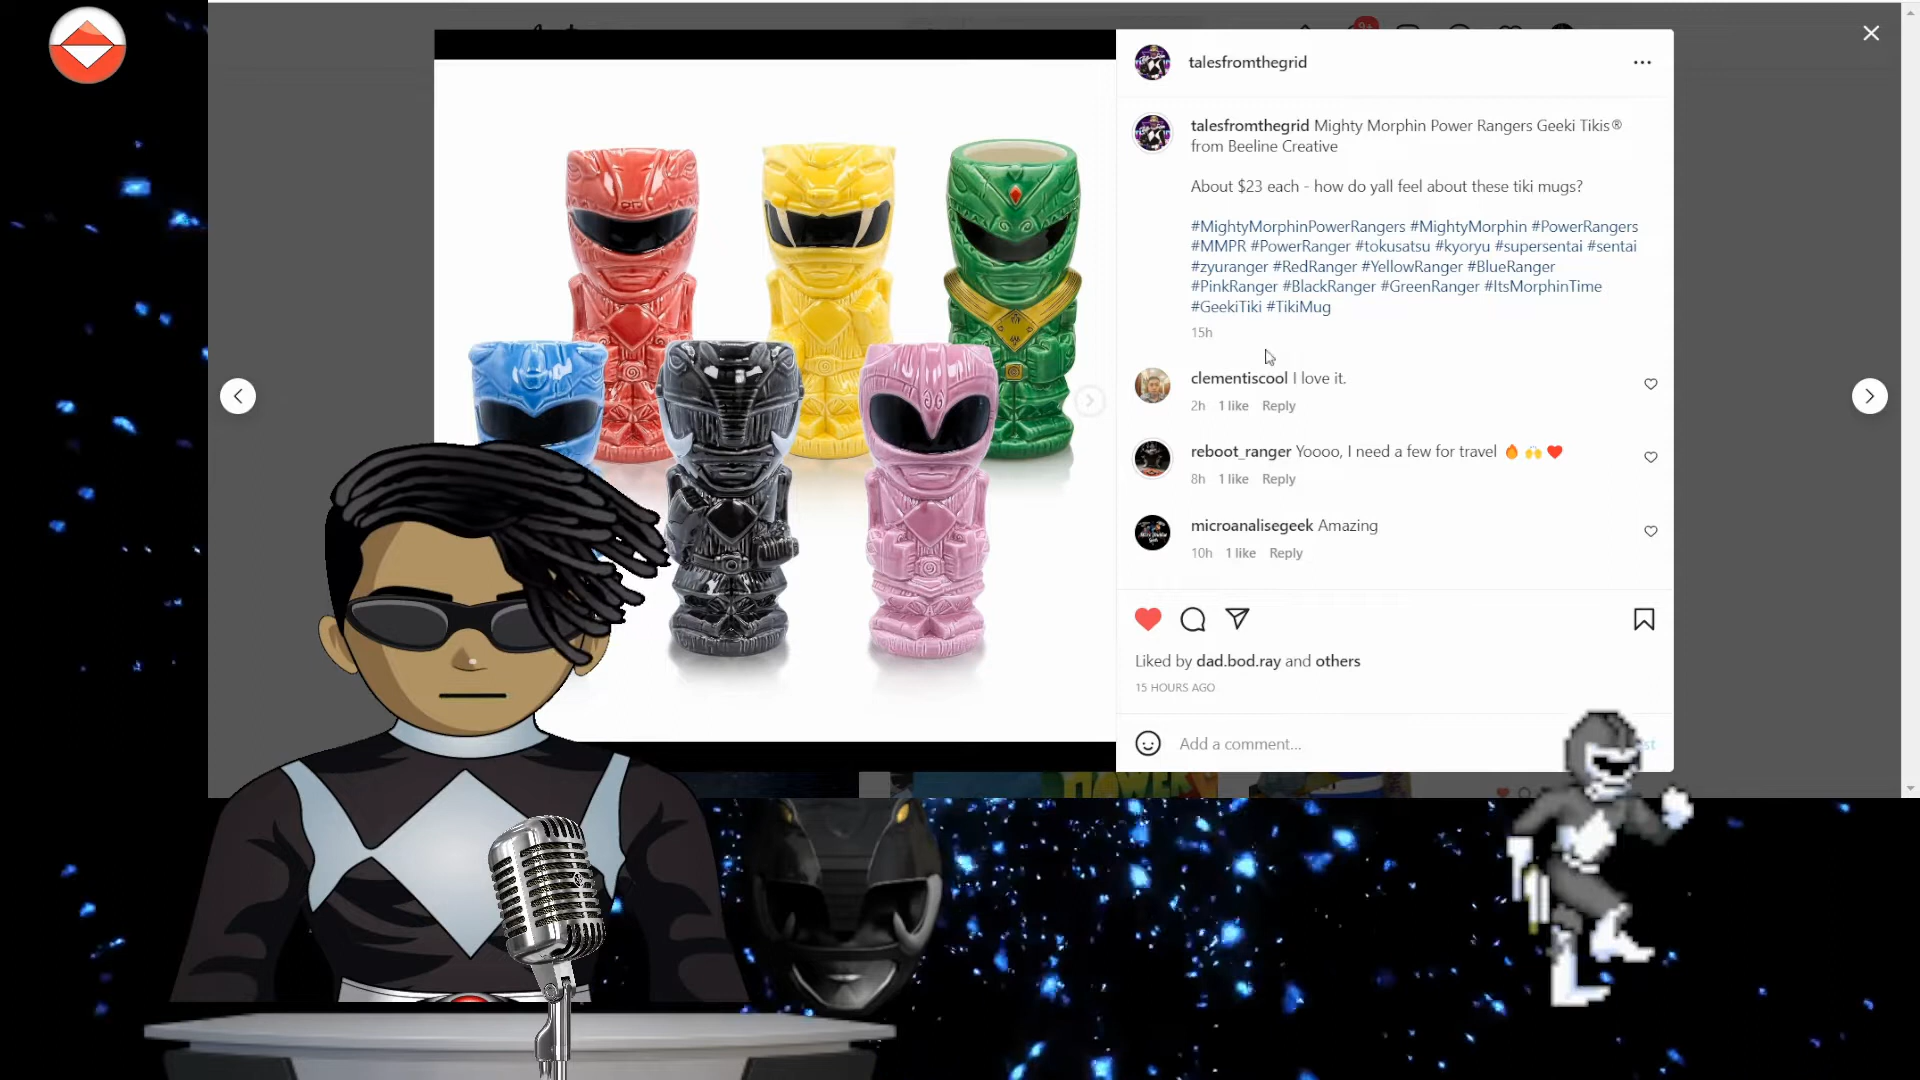 talesfromthegrid
talesfromthegrid Mighty Morphin Power Rangers Geeki Tikis®
from Beeline Creative
About $23 each - how do yall feel about these tiki mugs?
#MightyMorphinPowerRangers #MightyMorphin #PowerRangers
#MMPR #PowerRanger #tokusatsu #kyoryu #supersentai #sentai
#zyuranger #RedRanger #YellowRanger #BlueRanger
#PinkRanger #BlackRanger #GreenRanger #ItsMorphinTime
#GeekiTiki #TikiMug
15h
clementiscool I love it.
2h 1 like Reply
reboot_ranger Yoooo, I need a few for travel 🔥 🙌 ❤️
8h 1 like Reply
microanalisegeek Amazing
10h 1 like Reply
Liked by dad.bod.ray and others
15 HOURS AGO
Add a comment...